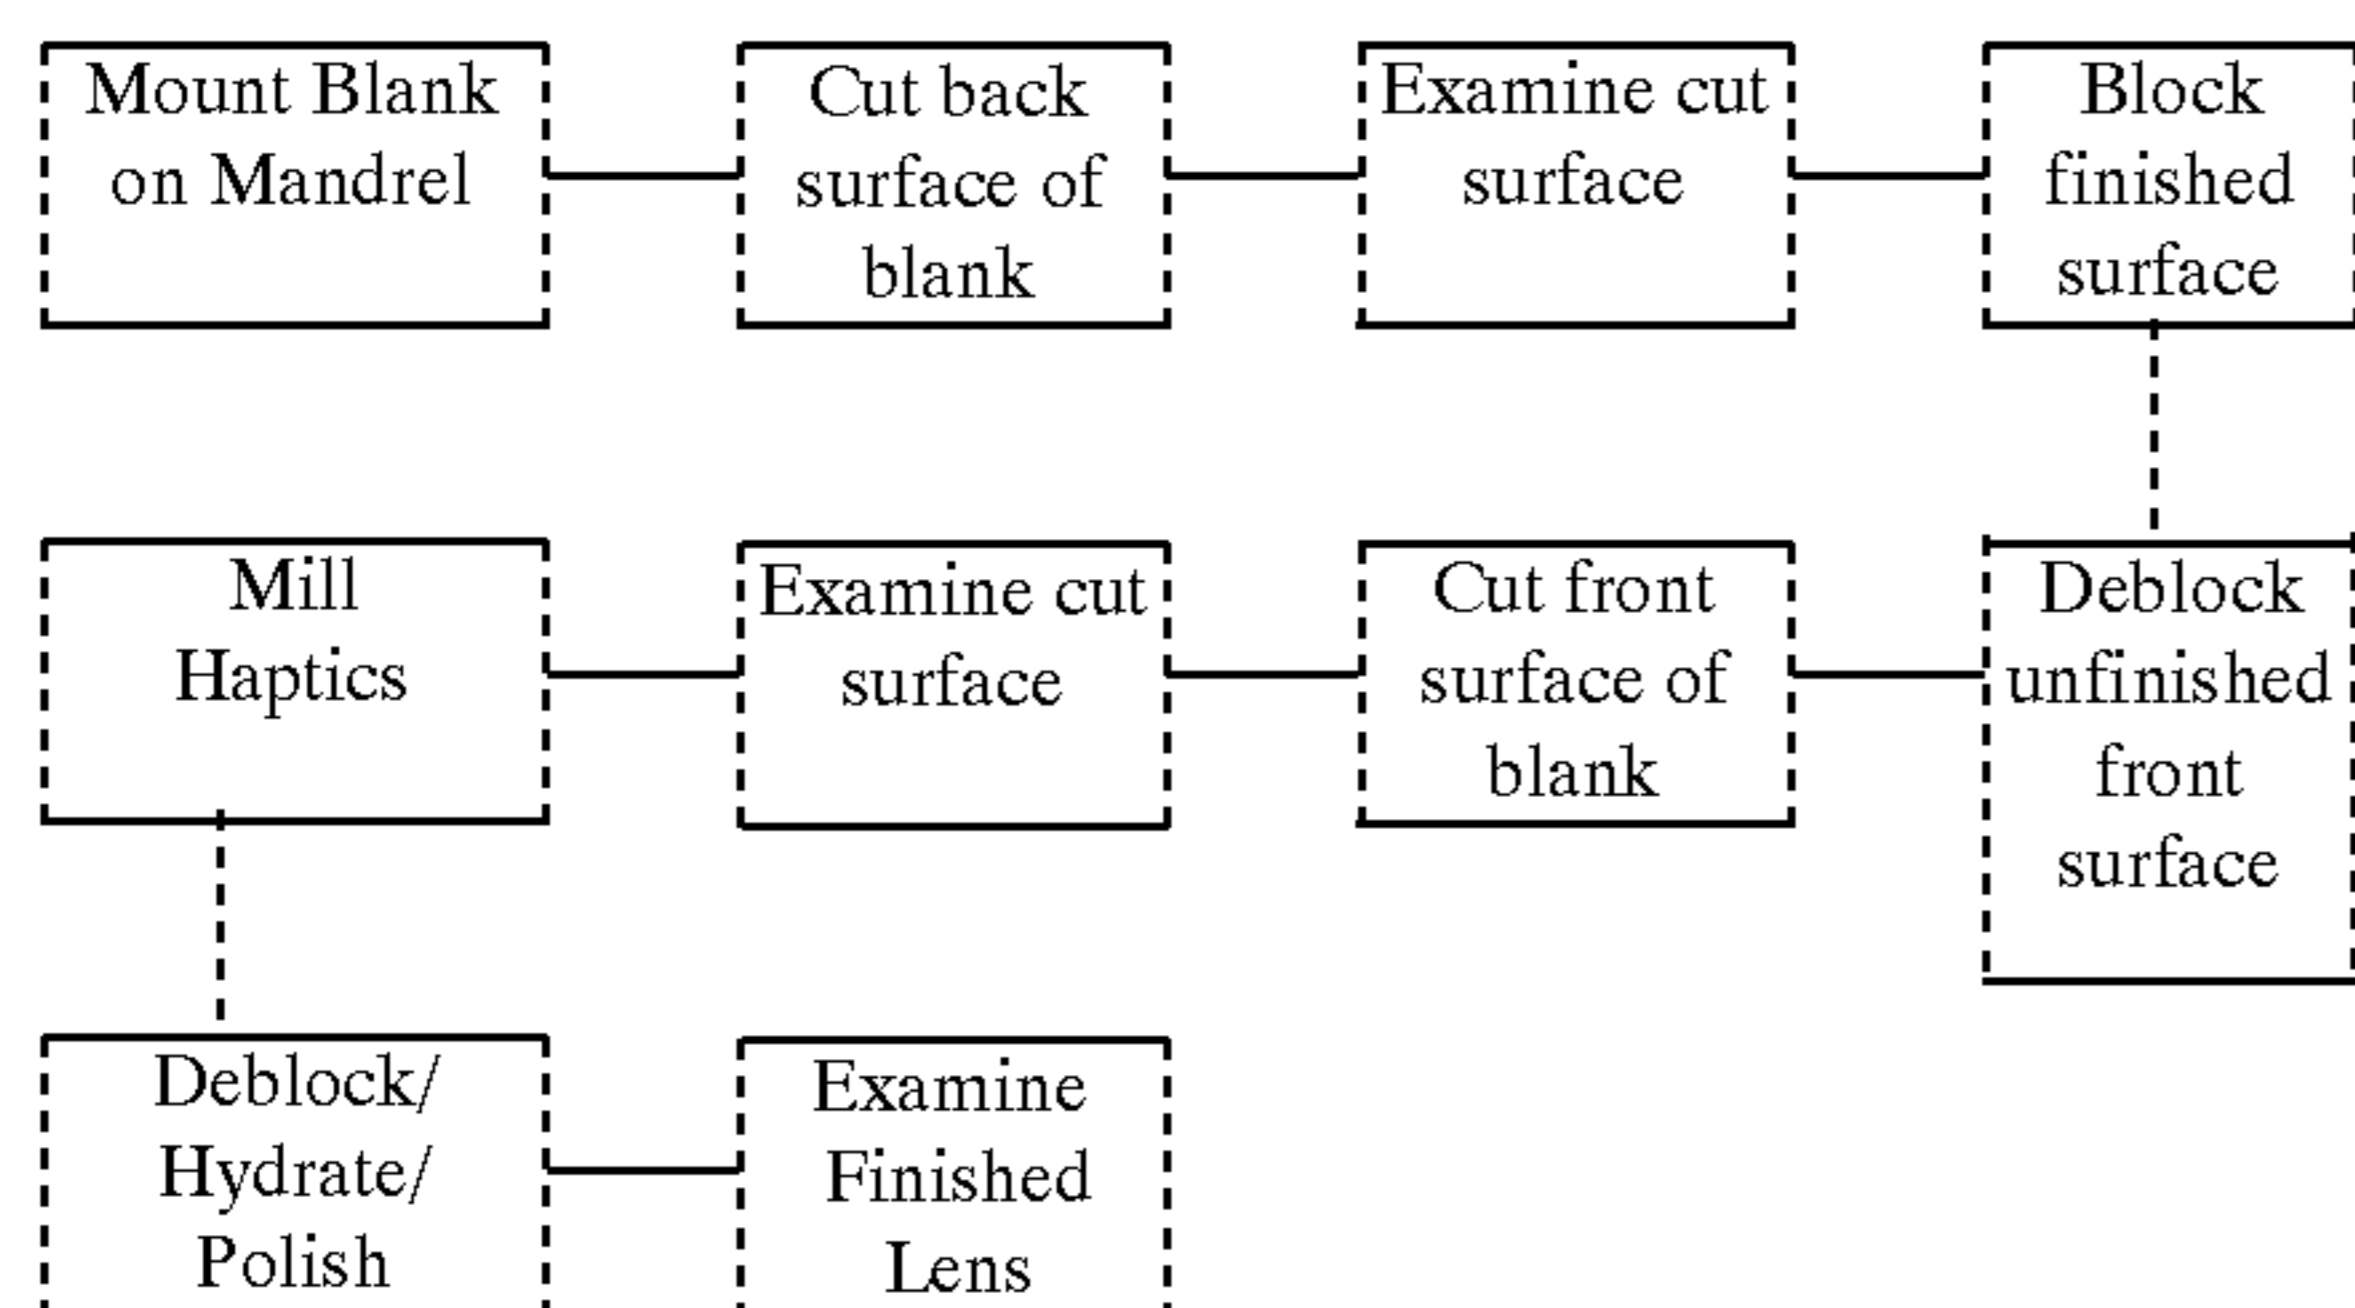 Mount Blank
on Mandrel
Cut back
surface of
blank
Examine cut
surface
Block
finished
surface
Mill
Haptics
Examine cut
surface
Cut front
surface of
blank
Deblock
unfinished
front
surface
Deblock/
Hydrate/
Polish
Examine
Finished
Lens